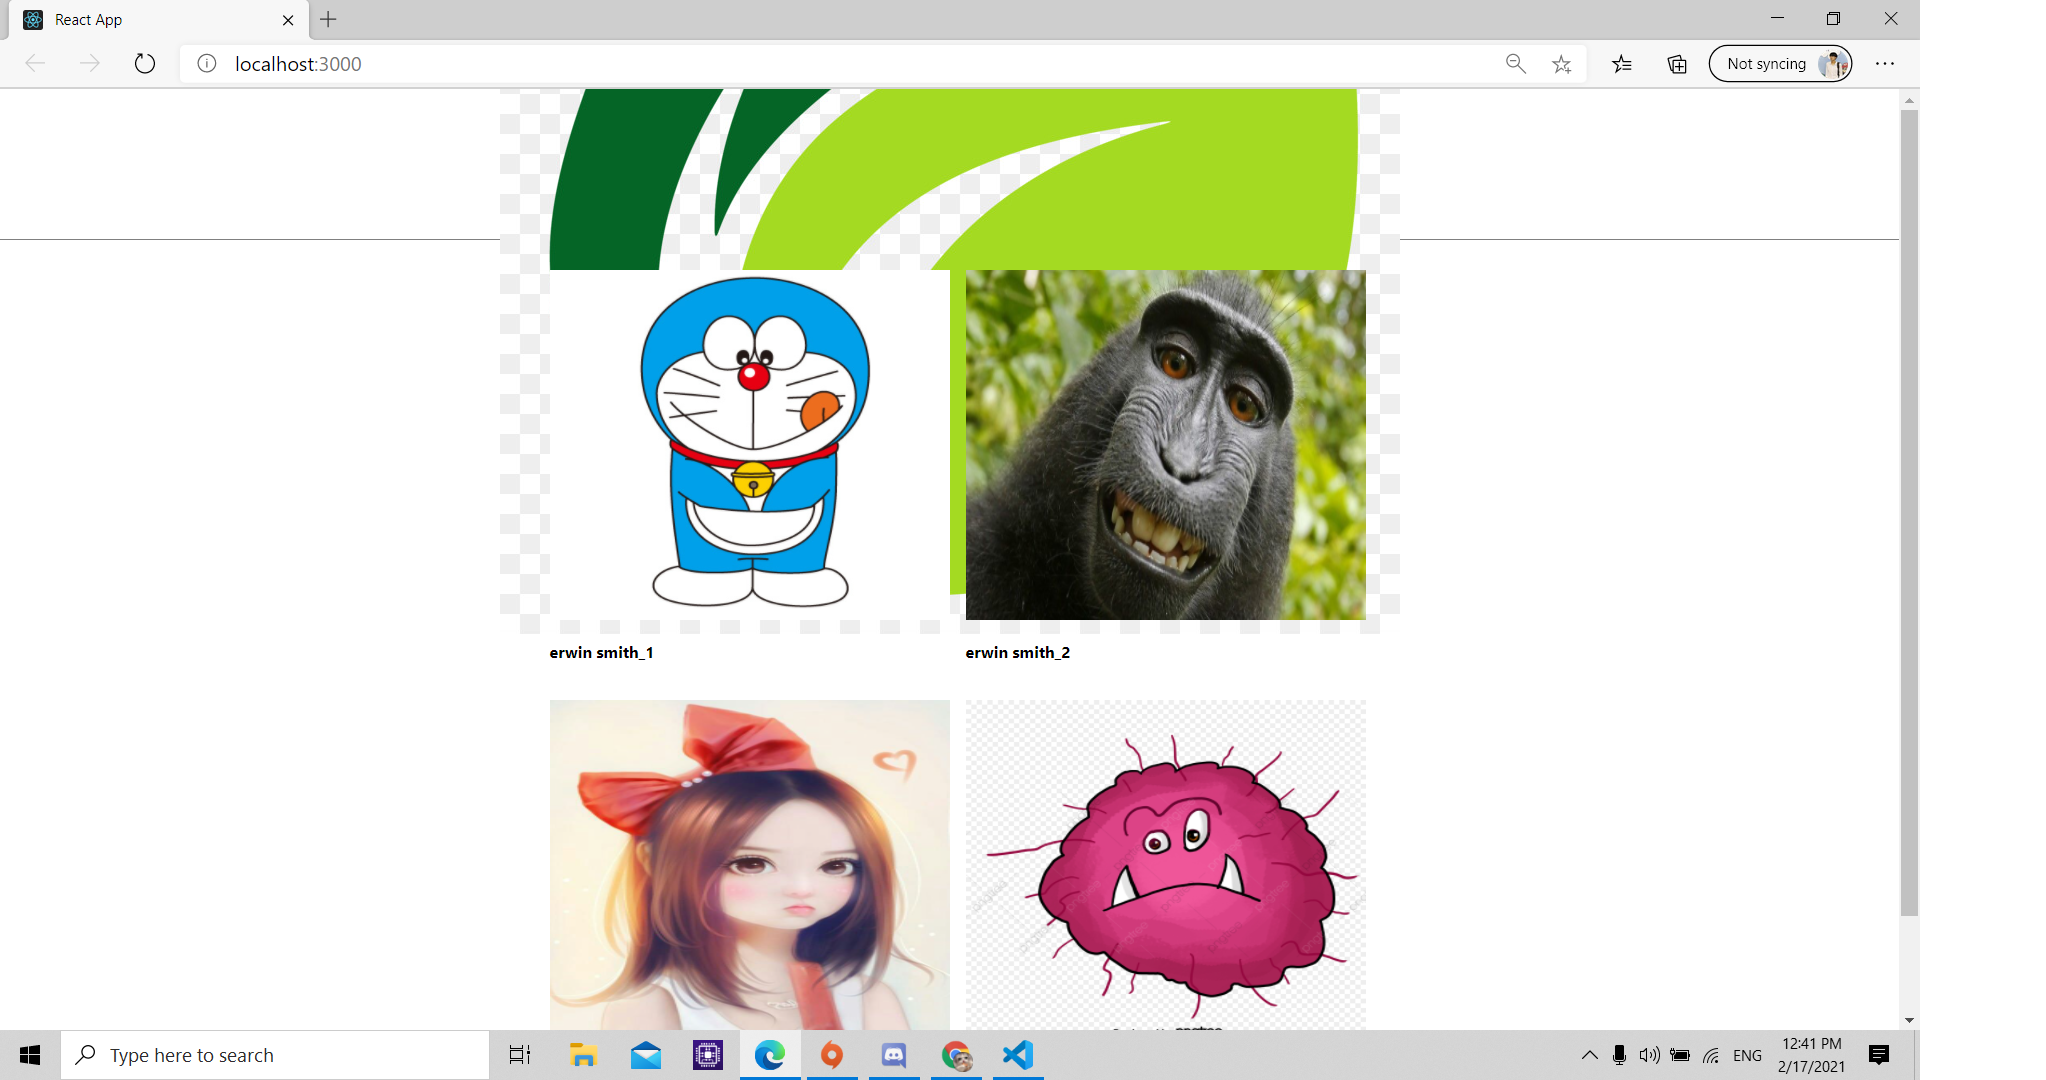 React App
localhost:3000
Not syncing
erwin smith_1
erwin smith_2
Type here to search
ENG
12:41 PM
2/17/2021